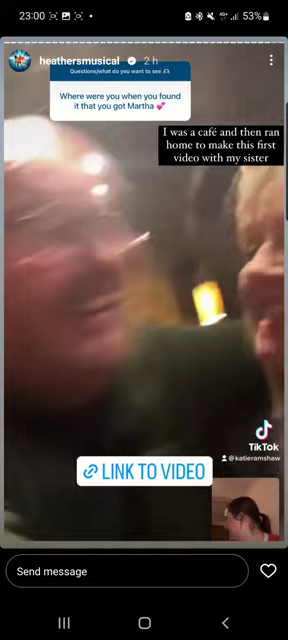 23:00
4G+
53%
heathersmusical
2 h
Questions/what do you want to see
Where were you when you found
it that you got Martha 💕
I was a café and then ran
home to make this first
video with my sister
TikTok
@katieramshaw
LINK TO VIDEO
Send message